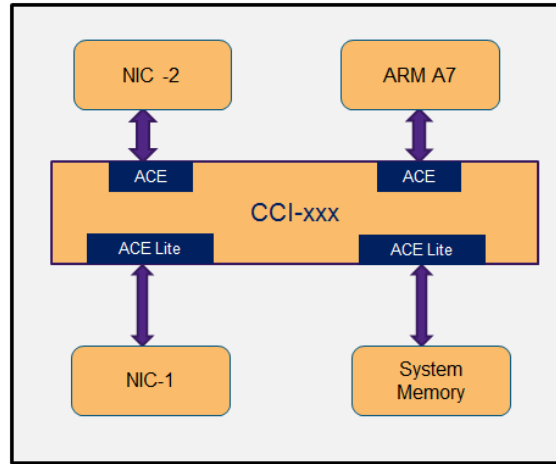 NIC -2
ARM A7
ACE
ACE
CCI-xxx
ACE Lite
ACE Lite
NIC-1
System
Memory